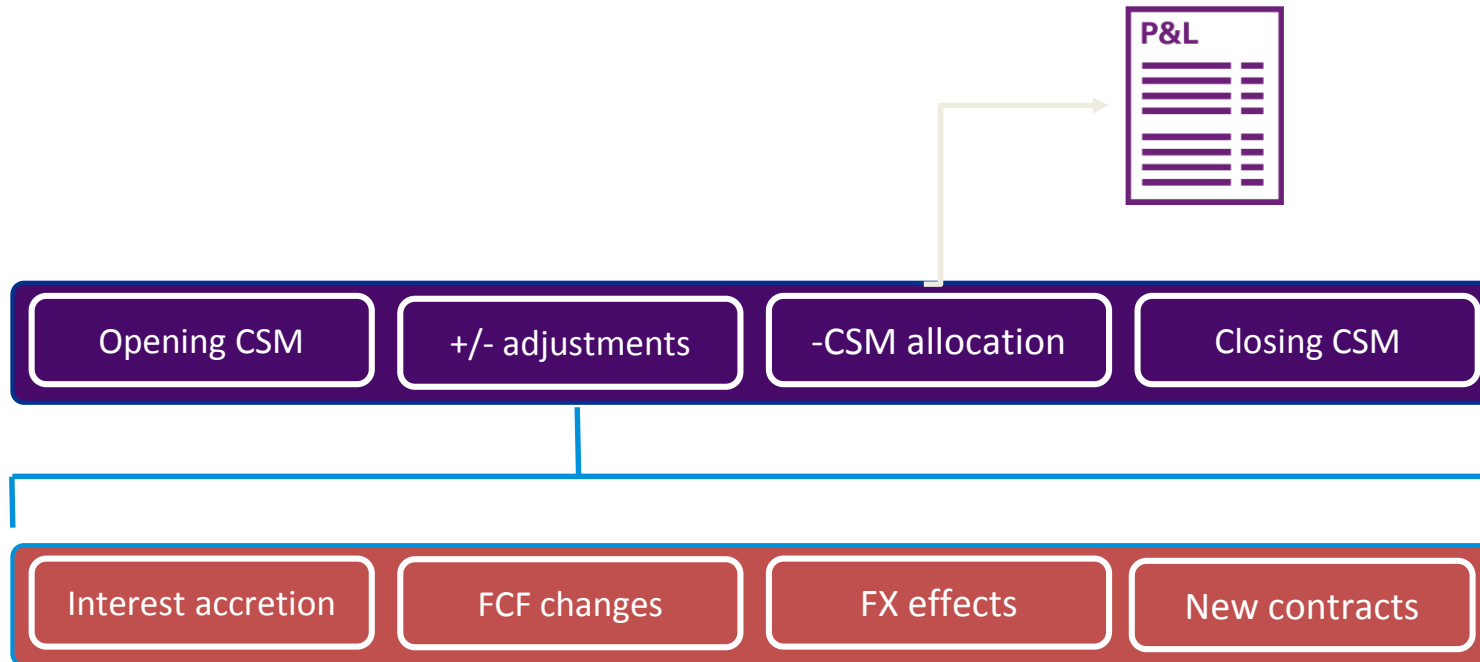 P&L
Opening CSM
+/- adjustments
-CSM allocation
Closing CSM
Interest accretion
FCF changes
FX effects
New contracts